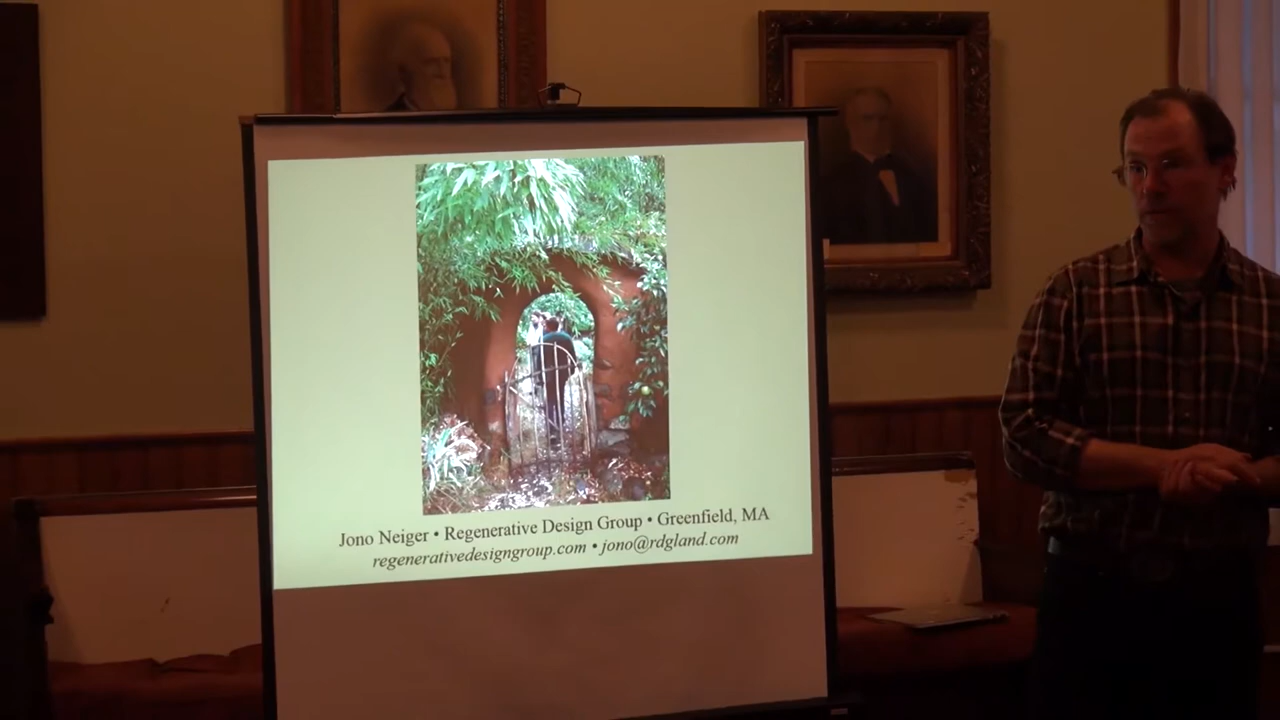 Jono Neiger • Regenerative Design Group • Greenfield, MA
regenerativedesigngroup.com • jono@rdgland.com